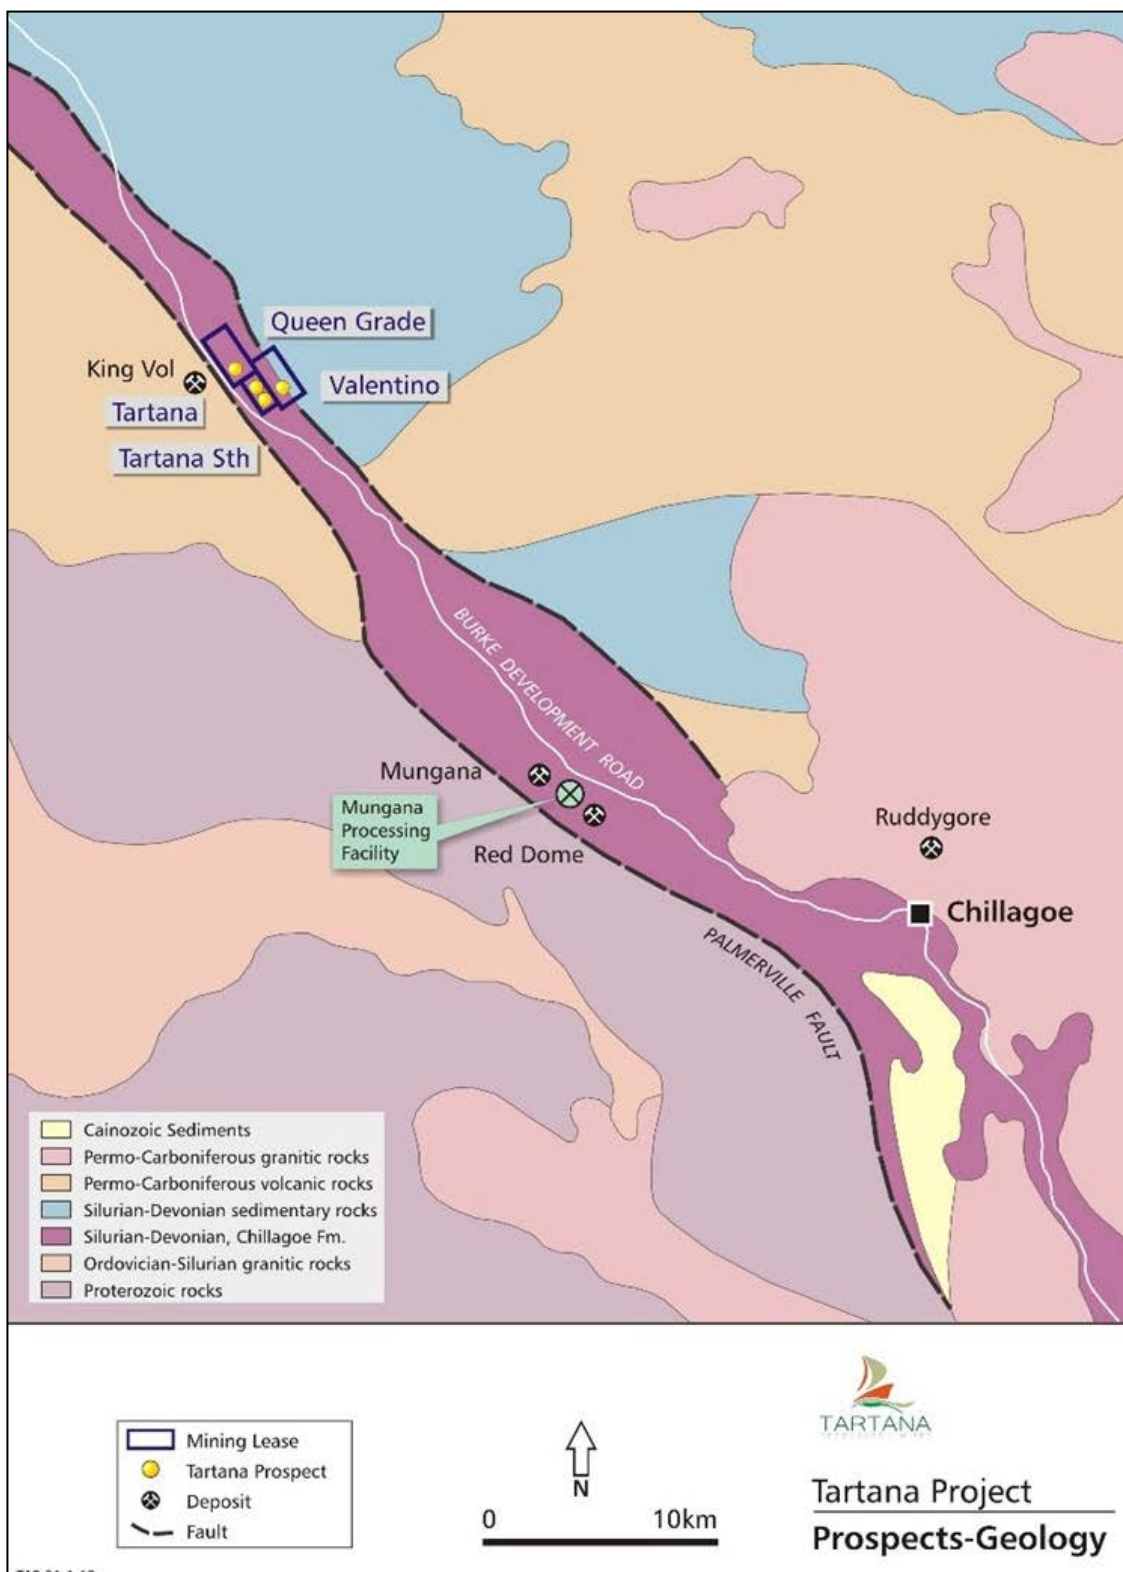 Queen Grade
King Vol
Valentino
Tartana
Tartana Sth
BURKE DEVELOPMENT ROAD
Mungana
Mungana
Processing
Facility
Red Dome
Ruddygore
Chillagoe
PALMERVILLE FAULT
Cainozoic Sediments
Permo-Carboniferous granitic rocks
Permo-Carboniferous volcanic rocks
Silurian-Devonian sedimentary rocks
Silurian-Devonian, Chillagoe Fm.
Ordovician-Silurian granitic rocks
Proterozoic rocks
Mining Lease
Tartana Prospect
Deposit
Fault
N
0 10km
TARTANA
Tartana Project
Prospects-Geology